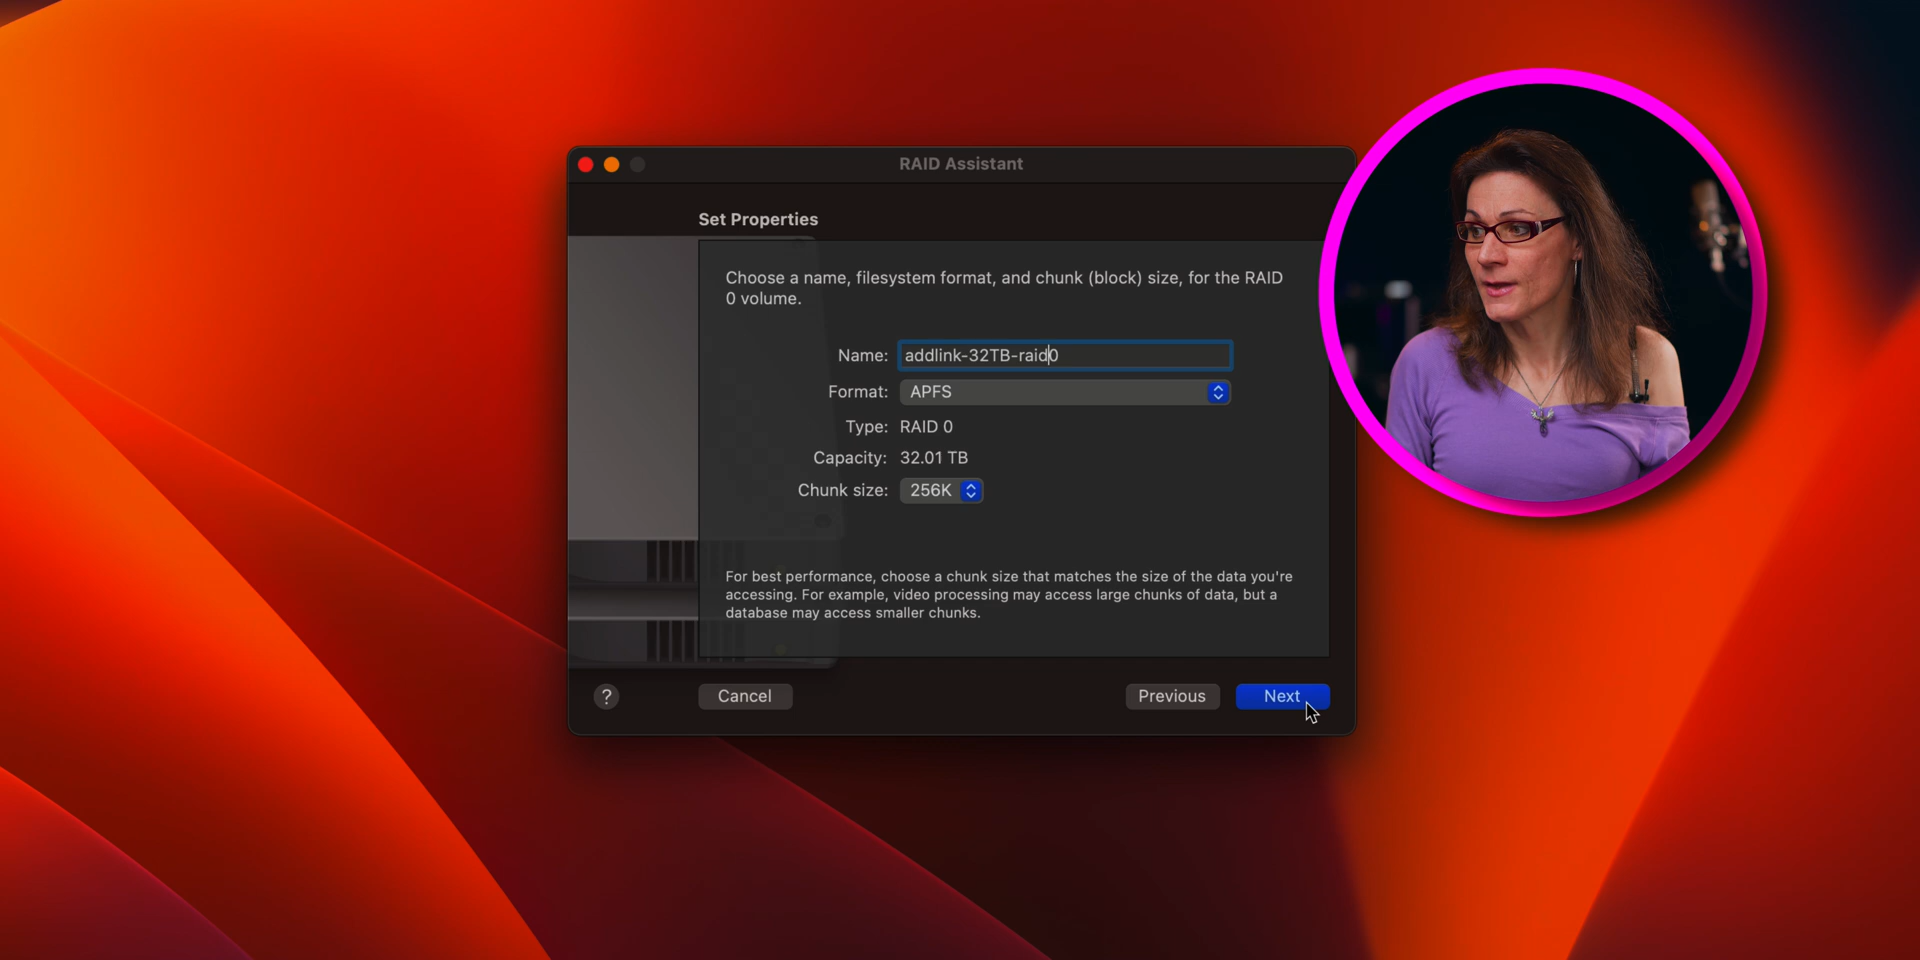 RAID Assistant
Set Properties
Choose a name, filesystem format, and chunk (block) size, for the RAID
0 volume.
Name: addlink-32TB-raid0
Format: APFS
Type: RAID 0
Capacity: 32.01 TB
Chunk size: 256K
For best performance, choose a chunk size that matches the size of the data you're
accessing. For example, video processing may access large chunks of data, but a
database may access smaller chunks.
? Cancel Previous Next